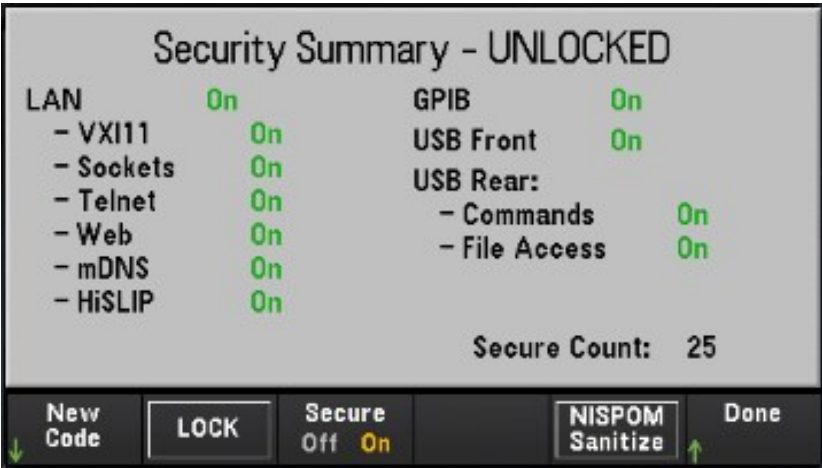 Security Summary - UNLOCKED
LAN On
- VXI11 On
- Sockets On
- Telnet On
- Web On
- mDNS On
- HiSLIP On
GPIB On
USB Front On
USB Rear:
- Commands On
- File Access On
Secure Count: 25
New
Code
LOCK
Secure
Off On
NISPOM
Sanitize
Done